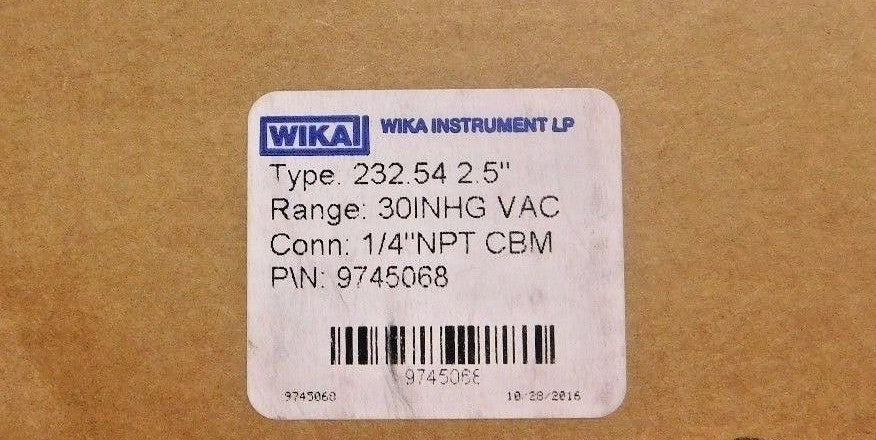 WIKA WIKA INSTRUMENT LP
Type: 232.54 2.5"
Range: 30INHG VAC
Conn: 1/4"NPT CBM
P\N: 9745068
9745068
9745068 10/28/2016